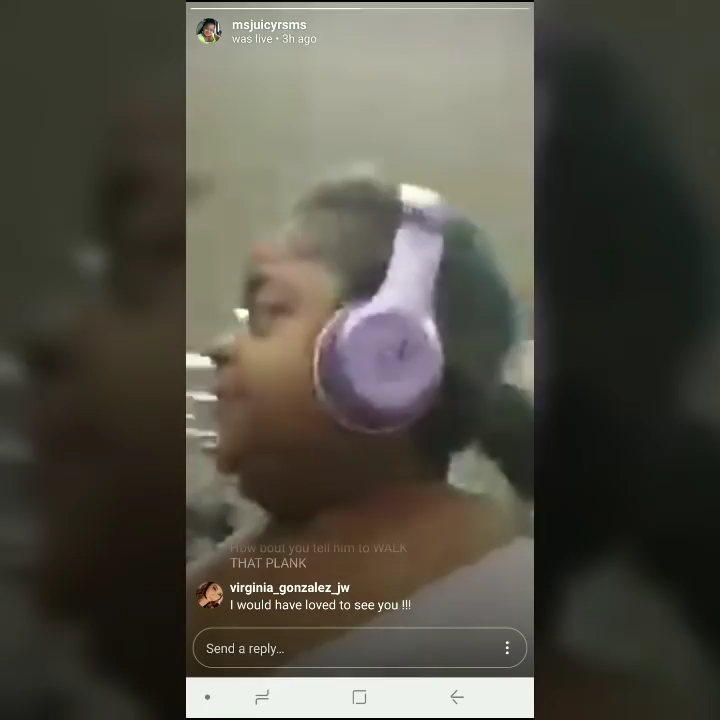 msjuicyrsms
was live • 3h ago
How bout you tell him to WALK
THAT PLANK
virginia_gonzalez_jw
I would have loved to see you !!!
Send a reply...